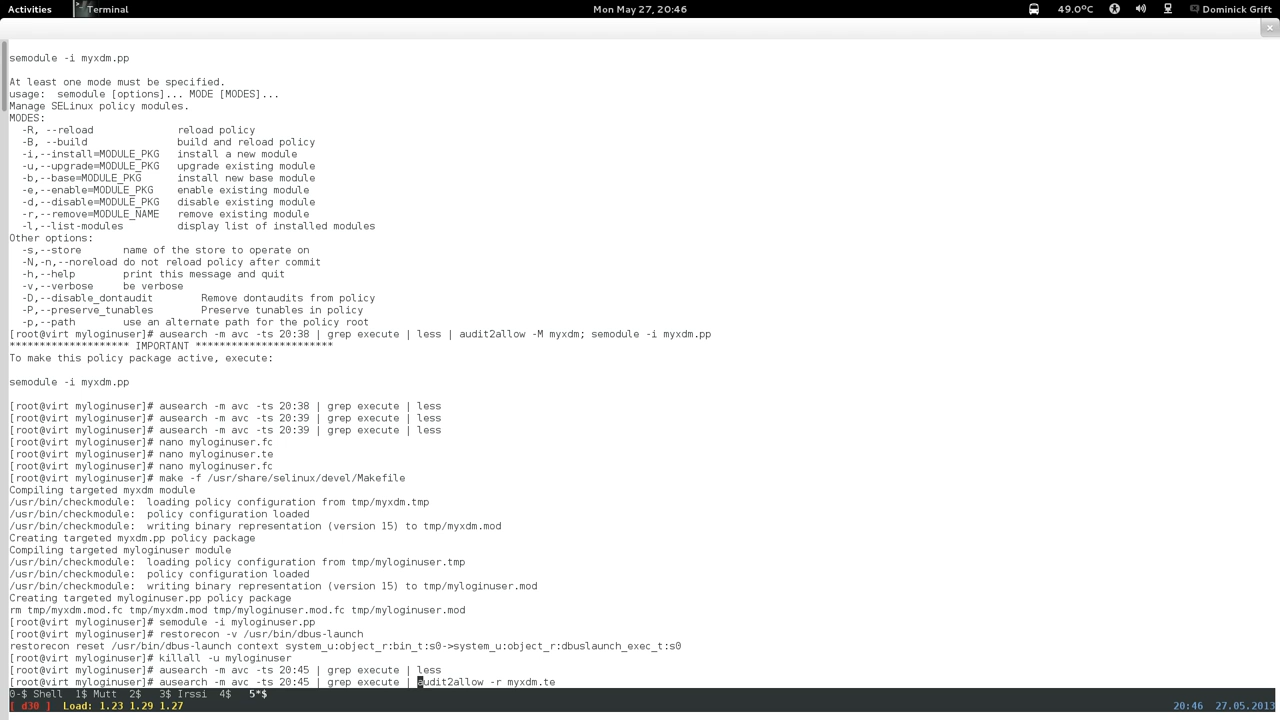 Activities Terminal Mon May 27, 20:46 49.0°C Dominick Grift
semodule -i myxdm.pp
At least one mode must be specified.
usage:  semodule [options]... MODE [MODES]...
Manage SELinux policy modules.
MODES:
  -R, --reload              reload policy
  -B, --build               build and reload policy
  -i,--install=MODULE_PKG   install a new module
  -u,--upgrade=MODULE_PKG   upgrade existing module
  -b,--base=MODULE_PKG      install new base module
  -e,--enable=MODULE_PKG    enable existing module
  -d,--disable=MODULE_PKG   disable existing module
  -r,--remove=MODULE_NAME   remove existing module
  -l,--list-modules         display list of installed modules
Other options:
  -s,--store       name of the store to operate on
  -N,-n,--noreload do not reload policy after commit
  -h,--help        print this message and quit
  -v,--verbose     be verbose
  -D,--disable_dontaudit        Remove dontaudits from policy
  -P,--preserve_tunables        Preserve tunables in policy
  -p,--path        use an alternate path for the policy root
[root@virt myloginuser]# ausearch -m avc -ts 20:38 | grep execute | less | audit2allow -M myxdm; semodule -i myxdm.pp
******************** IMPORTANT ***********************
To make this policy package active, execute:
semodule -i myxdm.pp
[root@virt myloginuser]# ausearch -m avc -ts 20:38 | grep execute | less
[root@virt myloginuser]# ausearch -m avc -ts 20:39 | grep execute | less
[root@virt myloginuser]# ausearch -m avc -ts 20:39 | grep execute | less
[root@virt myloginuser]# nano myloginuser.fc
[root@virt myloginuser]# nano myloginuser.te
[root@virt myloginuser]# nano myloginuser.fc
[root@virt myloginuser]# make -f /usr/share/selinux/devel/Makefile
Compiling targeted myxdm module
/usr/bin/checkmodule:  loading policy configuration from tmp/myxdm.tmp
/usr/bin/checkmodule:  policy configuration loaded
/usr/bin/checkmodule:  writing binary representation (version 15) to tmp/myxdm.mod
Creating targeted myxdm.pp policy package
Compiling targeted myloginuser module
/usr/bin/checkmodule:  loading policy configuration from tmp/myloginuser.tmp
/usr/bin/checkmodule:  policy configuration loaded
/usr/bin/checkmodule:  writing binary representation (version 15) to tmp/myloginuser.mod
Creating targeted myloginuser.pp policy package
rm tmp/myxdm.mod.fc tmp/myxdm.mod tmp/myloginuser.mod.fc tmp/myloginuser.mod
[root@virt myloginuser]# semodule -i myloginuser.pp
[root@virt myloginuser]# restorecon -v /usr/bin/dbus-launch
restorecon reset /usr/bin/dbus-launch context system_u:object_r:bin_t:s0->system_u:object_r:dbuslaunch_exec_t:s0
[root@virt myloginuser]# killall -u myloginuser
[root@virt myloginuser]# ausearch -m avc -ts 20:45 | grep execute | less
[root@virt myloginuser]# ausearch -m avc -ts 20:45 | grep execute | audit2allow -r myxdm.te
0-$ Shell  1$ Mutt  2$   3$ Irssi  4$   5*$
[ d30 ]  Load: 1.23 1.29 1.27 20:46  27.05.2013